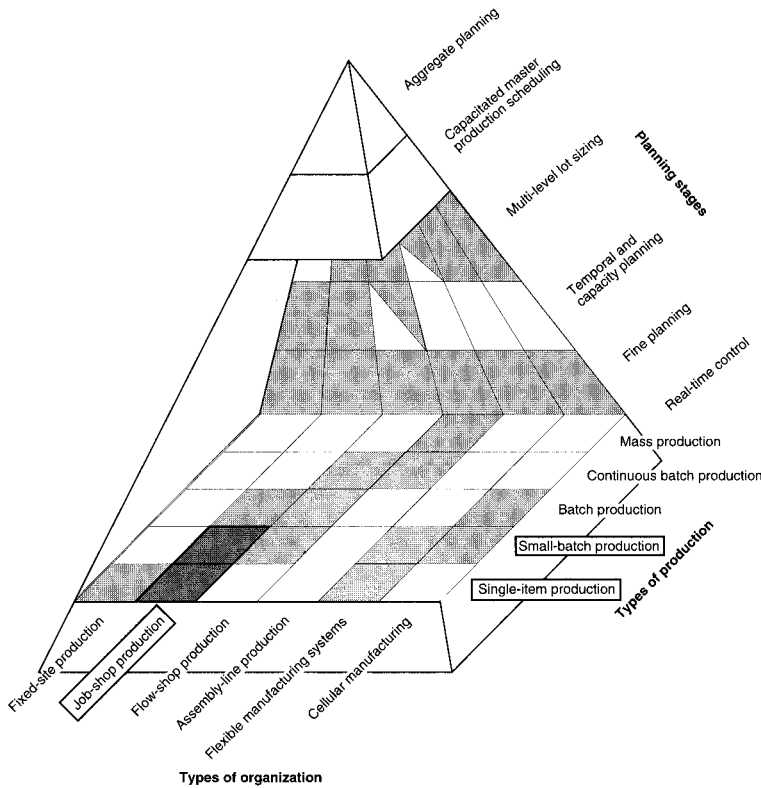 Aggregate planning
Capacitated master
production scheduling
Multi-level lot sizing
Planning stages
Temporal and
capacity planning
Fine planning
Real-time control
Mass production
Continuous batch production
Batch production
Small-batch production
Single-item production
Types of production
Fixed-site production
Job-shop production
Flow-shop production
Assembly-line production
Flexible manufacturing systems
Cellular manufacturing
Types of organization